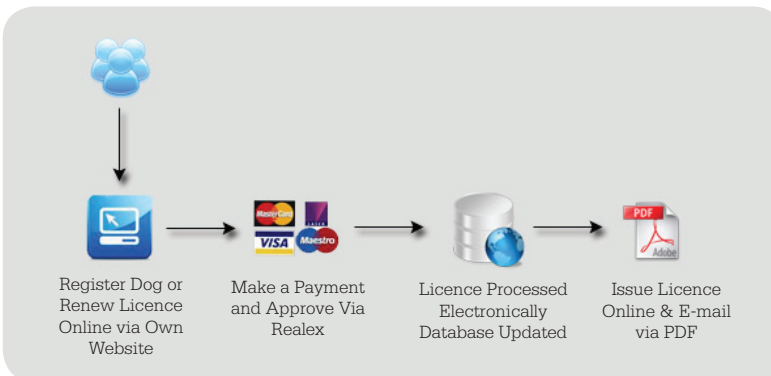 MasterCard
LASER
VISA
Maestro
PDF
Adobe
Register Dog or
Renew Licence
Online via Own
Website
Make a Payment
and Approve Via
Realex
Licence Processed
Electronically
Database Updated
Issue Licence
Online & E-mail
via PDF